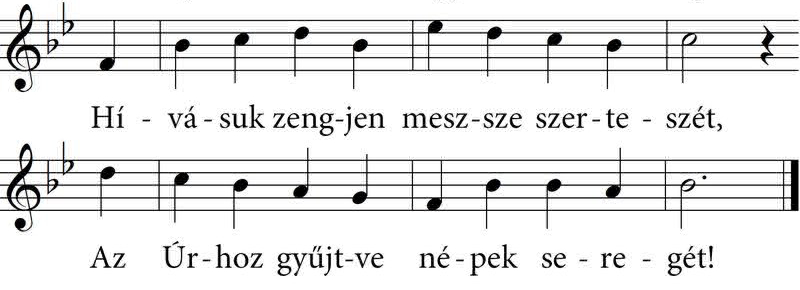 Hí - vá - suk zeng-jen mesz-sze szer - te - szét,
Az Úr - hoz gyűjt-ve né - pek se - re - gét!